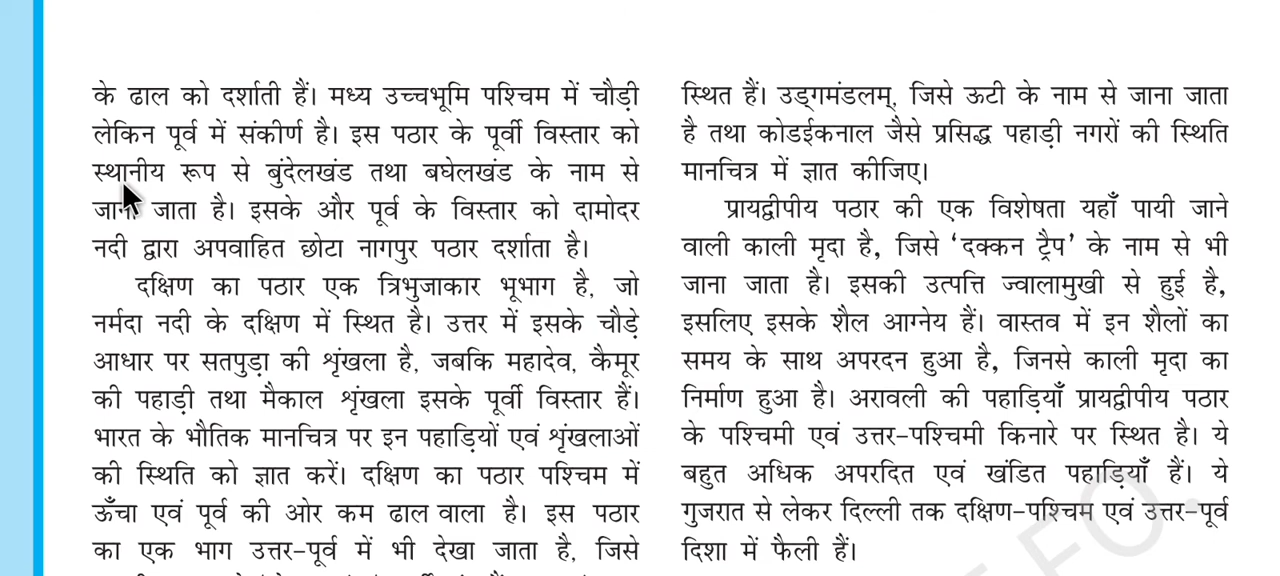 के ढाल को दर्शाती हैं। मध्य उच्चभूमि पश्चिम में चौड़ी
लेकिन पूर्व में संकीर्ण है। इस पठार के पूर्वी विस्तार को
स्थानीय रूप से बुंदेलखंड तथा बघेलखंड के नाम से
जाना जाता है। इसके और पूर्व के विस्तार को दामोदर
नदी द्वारा अपवाहित छोटा नागपुर पठार दर्शाता है।
दक्षिण का पठार एक त्रिभुजाकार भूभाग है, जो
नर्मदा नदी के दक्षिण में स्थित है। उत्तर में इसके चौड़े
आधार पर सतपुड़ा की शृंखला है, जबकि महादेव, कैमूर
की पहाड़ी तथा मैकाल शृंखला इसके पूर्वी विस्तार हैं।
भारत के भौतिक मानचित्र पर इन पहाड़ियों एवं शृंखलाओं
की स्थिति को ज्ञात करें। दक्षिण का पठार पश्चिम में
ऊँचा एवं पूर्व की ओर कम ढाल वाला है। इस पठार
का एक भाग उत्तर-पूर्व में भी देखा जाता है, जिसे
स्थित हैं। उड्गमंडलम्, जिसे ऊटी के नाम से जाना जाता
है तथा कोडईकनाल जैसे प्रसिद्ध पहाड़ी नगरों की स्थिति
मानचित्र में ज्ञात कीजिए।
प्रायद्वीपीय पठार की एक विशेषता यहाँ पायी जाने
वाली काली मृदा है, जिसे ‘दक्कन ट्रैप’ के नाम से भी
जाना जाता है। इसकी उत्पत्ति ज्वालामुखी से हुई है,
इसलिए इसके शैल आग्नेय हैं। वास्तव में इन शैलों का
समय के साथ अपरदन हुआ है, जिनसे काली मृदा का
निर्माण हुआ है। अरावली की पहाड़ियाँ प्रायद्वीपीय पठार
के पश्चिमी एवं उत्तर-पश्चिमी किनारे पर स्थित है। ये
बहुत अधिक अपरदित एवं खंडित पहाड़ियाँ हैं। ये
गुजरात से लेकर दिल्ली तक दक्षिण-पश्चिम एवं उत्तर-पूर्व
दिशा में फैली हैं।